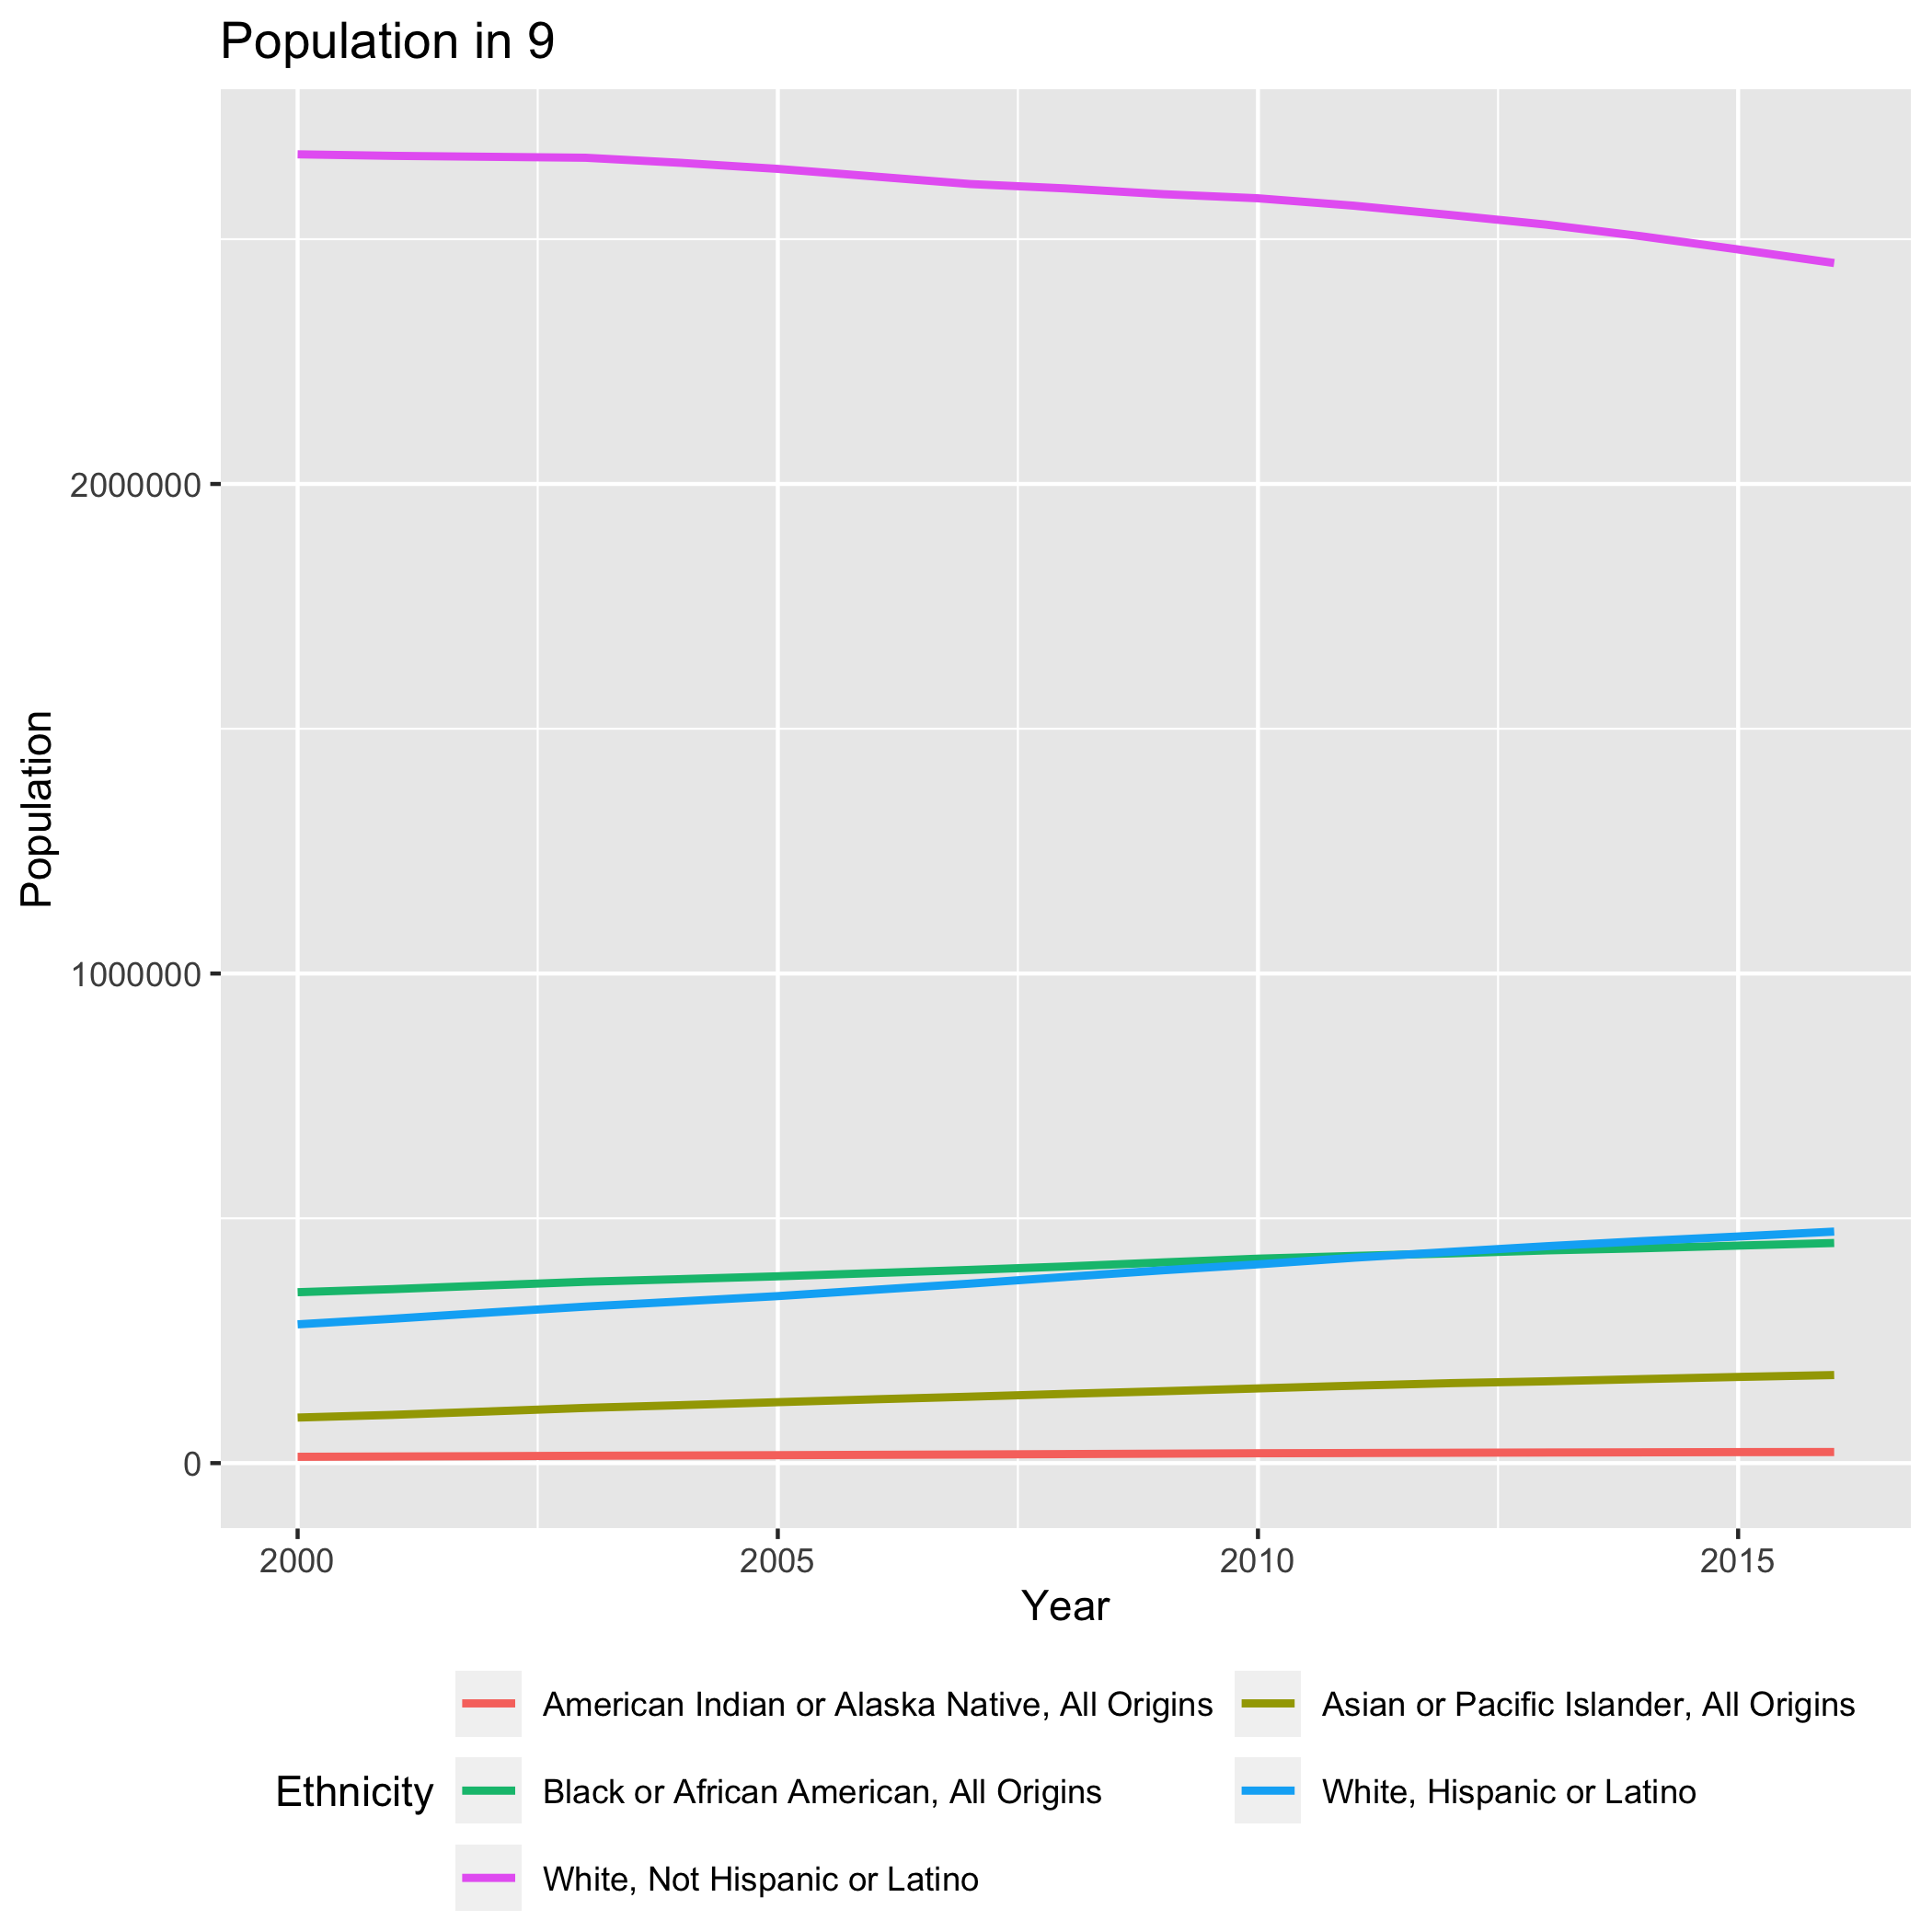 Population in 9
Population
2000000
1000000
0
2000 2005 2010 2015
Year
Ethnicity
American Indian or Alaska Native, All Origins
Asian or Pacific Islander, All Origins
Black or African American, All Origins
White, Hispanic or Latino
White, Not Hispanic or Latino